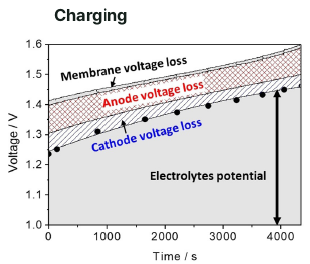 Charging
1.6
1.5
1.4
1.3
1.2
1.1
1.0
Voltage / V
Membrane voltage loss
Anode voltage loss
Cathode voltage loss
Electrolytes potential
0 1000 2000 3000 4000
Time / s